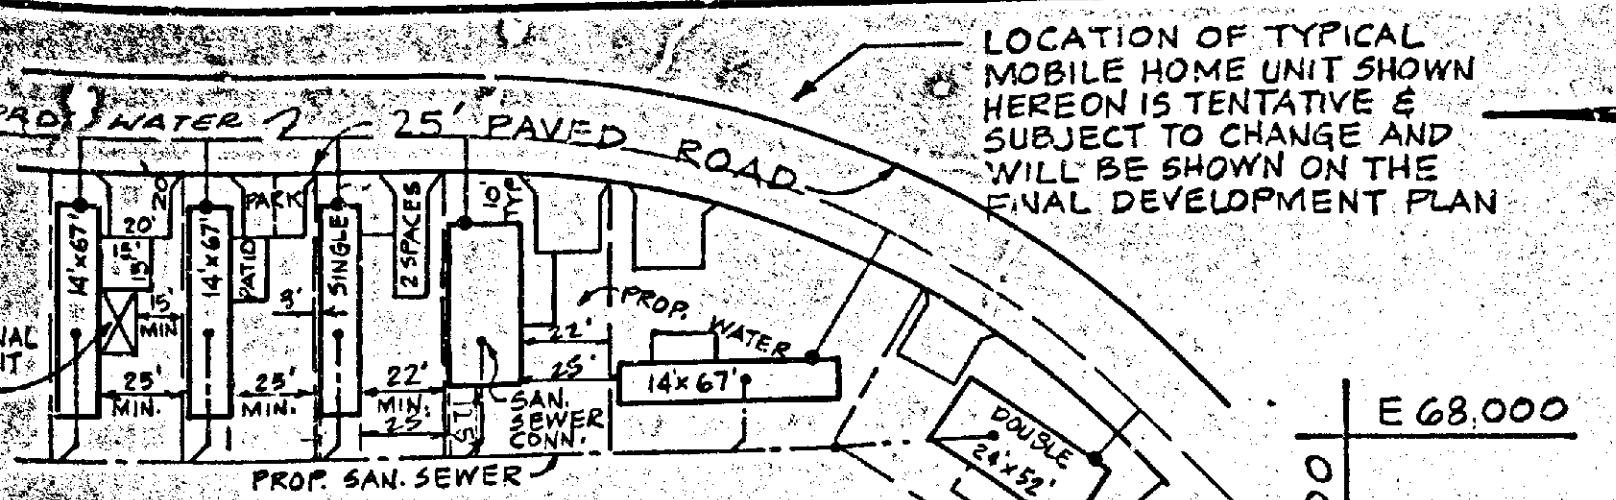 LOCATION OF TYPICAL
MOBILE HOME UNIT SHOWN
HEREON IS TENTATIVE &
SUBJECT TO CHANGE AND
WILL BE SHOWN ON THE
FINAL DEVELOPMENT PLAN
WATER
25' PAVED ROAD
20'
PARK
10'
TYP
14'x67'
20'
15'
14'x67'
PATIO
SINGLE
2 SPACES
15'
MIN
3'
PROP. WATER
22'
25'
14'x67'
25'
MIN.
25'
MIN.
22'
MIN.
25'
SAN.
SEWER
CONN.
PROP. SAN. SEWER
DOUBLE
24'x52'
E 68,000